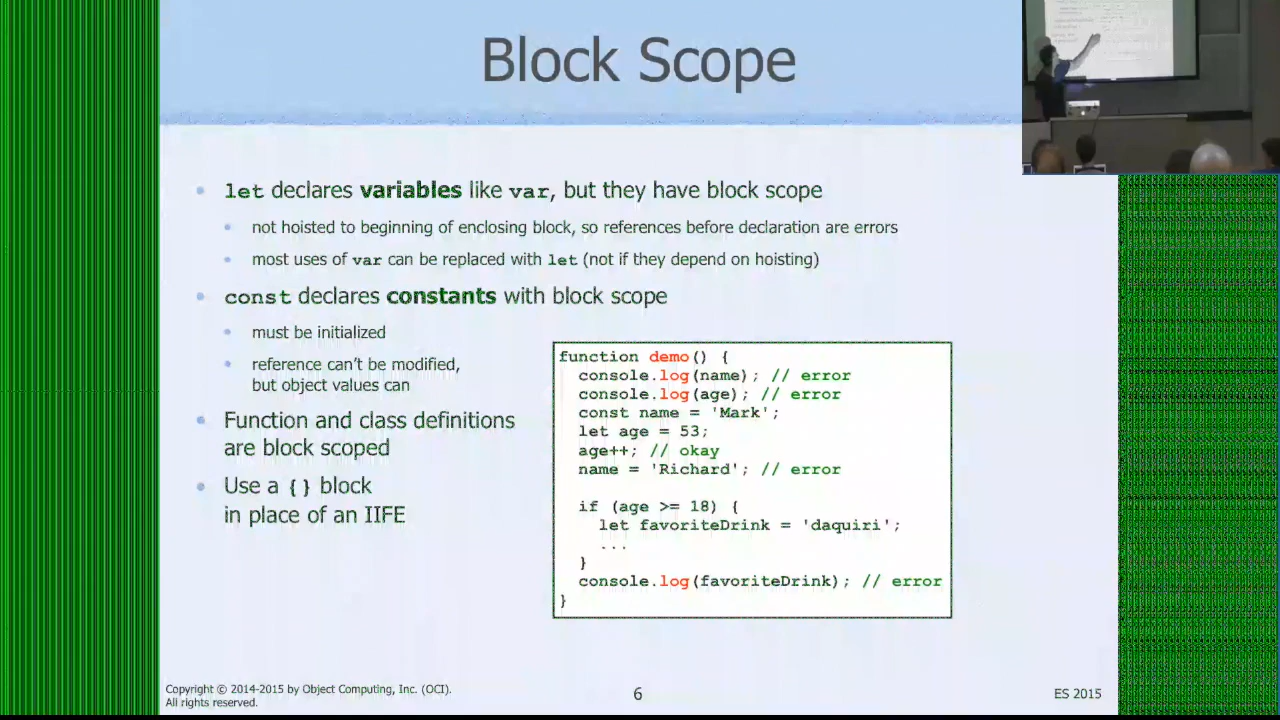 Block Scope
let declares variables like var, but they have block scope
not hoisted to beginning of enclosing block, so references before declaration are errors
most uses of var can be replaced with let (not if they depend on hoisting)
const declares constants with block scope
must be initialized
reference can't be modified,
but object values can
Function and class definitions
are block scoped
Use a {} block
in place of an IIFE
function demo() {
console.log(name); // error
console.log(age); // error
const name = 'Mark';
let age = 53;
age++; // okay
name = 'Richard'; // error
if (age >= 18) {
let favoriteDrink = 'daquiri';
...
}
console.log(favoriteDrink); // error
}
Copyright © 2014-2015 by Object Computing, Inc. (OCI).
All rights reserved.
6
ES 2015